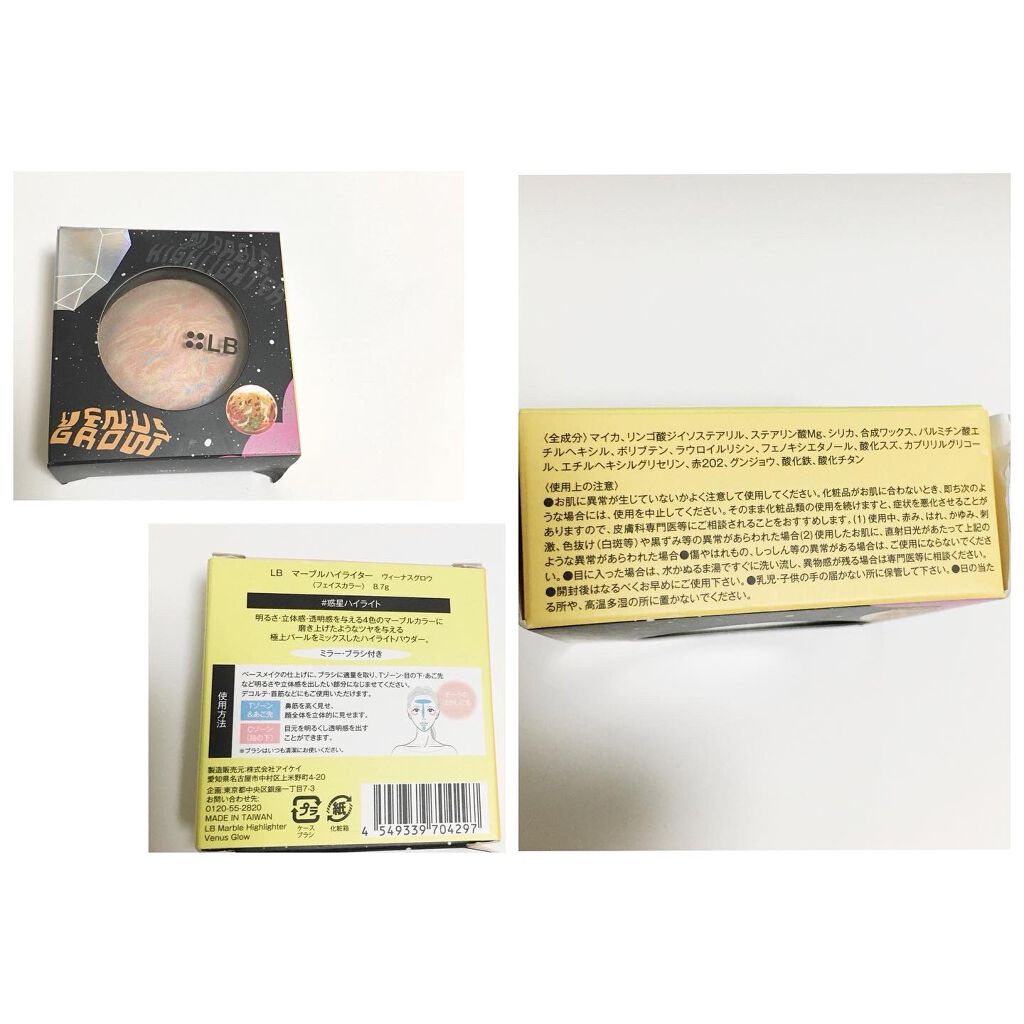 MARBLE
HIGHLIGHTER
LB
VENUS
GROW
LB マーブルハイライター ヴィーナスグロウ
(フェイスカラー) 8.7g
#惑星ハイライト
明るさ・立体感・透明感を与える4色のマーブルカラーに
磨き上げたようなツヤを与える
極上パールをミックスしたハイライトパウダー。
ミラー・ブラシ付き
使用方法
ベースメイクの仕上げに、ブラシに適量を取り、Tゾーン・目の下・あご先
など明るさや立体感を出したい部分になじませてください。
デコルテ・首筋などにもご使用いただけます。
Tゾーン
&あご先
鼻筋を高く見せ、
顔全体を立体的に見せます。
Cゾーン
(目の下)
目元を明るくし透明感を出す
ことができます。
チークの
ぼかしにも
※ブラシはいつも清潔にお使いください。
製造販売元:株式会社アイケイ
愛知県名古屋市中村区上米野町4-20
企画:東京都中央区銀座一丁目7-3
お問い合わせ先:
0120-55-2820
MADE IN TAIWAN
LB Marble Highlighter
Venus Glow
プラ
ケース
ブラシ
紙
化粧箱
4 549339 704297
〈全成分〉マイカ、リンゴ酸ジイソステアリル、ステアリン酸Mg、シリカ、合成ワックス、パルミチン酸エ
チルヘキシル、ポリブテン、ラウロイルリシン、フェノキシエタノール、酸化スズ、カプリリルグリコー
ル、エチルヘキシルグリセリン、赤202、グンジョウ、酸化鉄、酸化チタン
〈使用上の注意〉
●お肌に異常が生じていないかよく注意して使用してください。化粧品がお肌に合わないとき、即ち次のよ
うな場合には、使用を中止してください。そのまま化粧品類の使用を続けますと、症状を悪化させることが
ありますので、皮膚科専門医等にご相談されることをおすすめします。(1)使用中、赤み、はれ、かゆみ、刺
激、色抜け(白斑等)や黒ずみ等の異常があらわれた場合(2)使用したお肌に、直射日光があたって上記の
ような異常があらわれた場合●傷やはれもの、しっしん等の異常がある場合は、ご使用にならないでくださ
い。●目に入った場合は、水かぬるま湯ですぐに洗い流し、異物感が残る場合は専門医等に相談ください。
●開封後はなるべくお早めにご使用下さい。●乳児・子供の手の届かない所に保管して下さい。●日の当た
る所や、高温多湿の所に置かないでください。